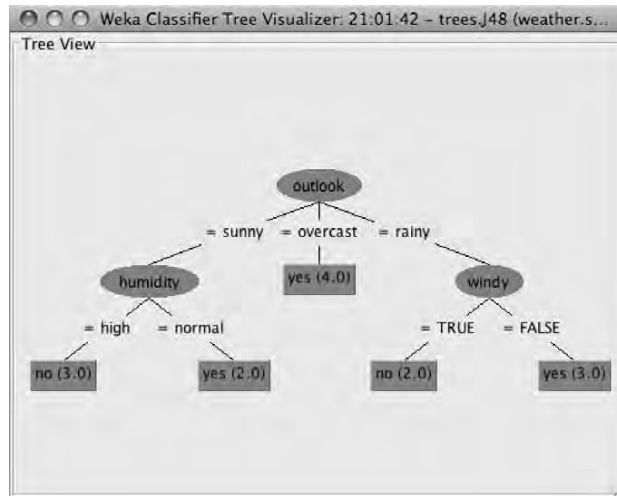 Weka Classifier Tree Visualizer: 21:01:42 – trees.J48 (weather.s...
Tree View
outlook
= sunny = overcast = rainy
humidity yes (4.0) windy
= high = normal = TRUE = FALSE
no (3.0) yes (2.0) no (2.0) yes (3.0)